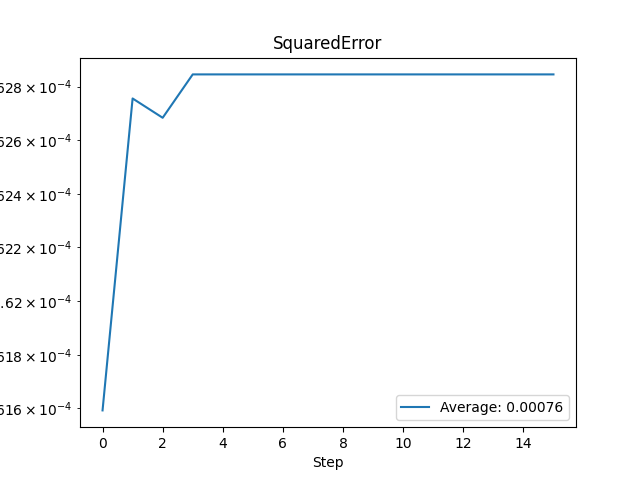 SquaredError
628 × 10⁻⁴
626 × 10⁻⁴
624 × 10⁻⁴
622 × 10⁻⁴
.62 × 10⁻⁴
618 × 10⁻⁴
616 × 10⁻⁴
Average: 0.00076
0 2 4 6 8 10 12 14
Step